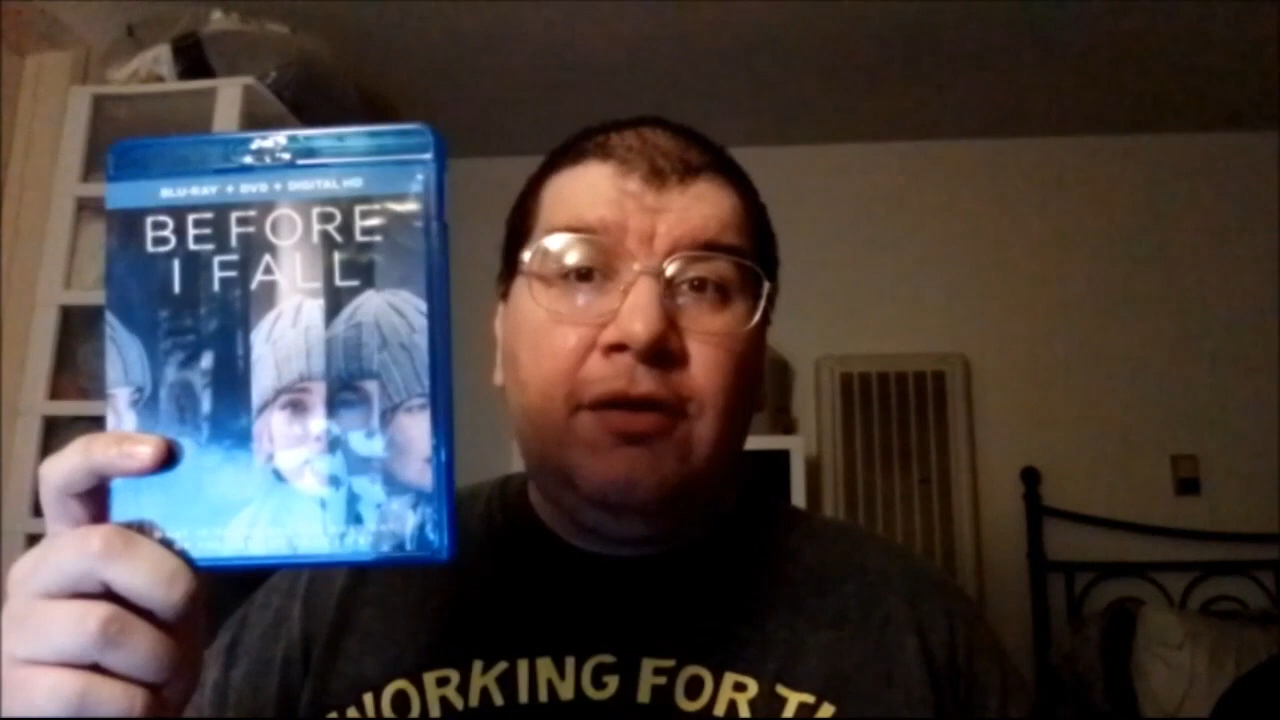 BLU-RAY + DVD + DIGITAL HD
BEFORE
I FALL
WORKING FOR